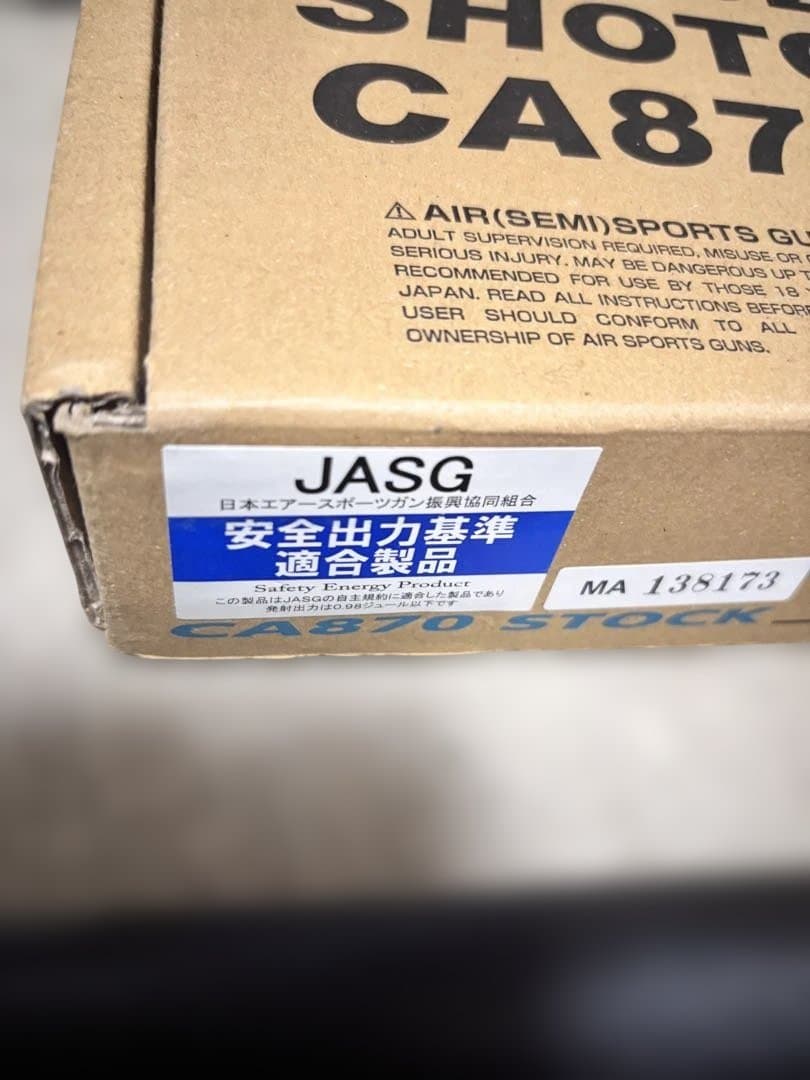 SHOT
CA87
⚠ AIR(SEMI)SPORTS GU
ADULT SUPERVISION REQUIRED, MISUSE OR
SERIOUS INJURY. MAY BE DANGEROUS UP T
RECOMMENDED FOR USE BY THOSE 18
JAPAN. READ ALL INSTRUCTIONS BEFORE
USER SHOULD CONFORM TO ALL
OWNERSHIP OF AIR SPORTS GUNS.
JASG
日本エアースポーツガン振興協同組合
安全出力基準
適合製品
Safety Energy Product
この製品はJASGの自主規約に適合した製品であり
発射出力は0.98ジュール以下です
MA 138173
CA870 STOCK